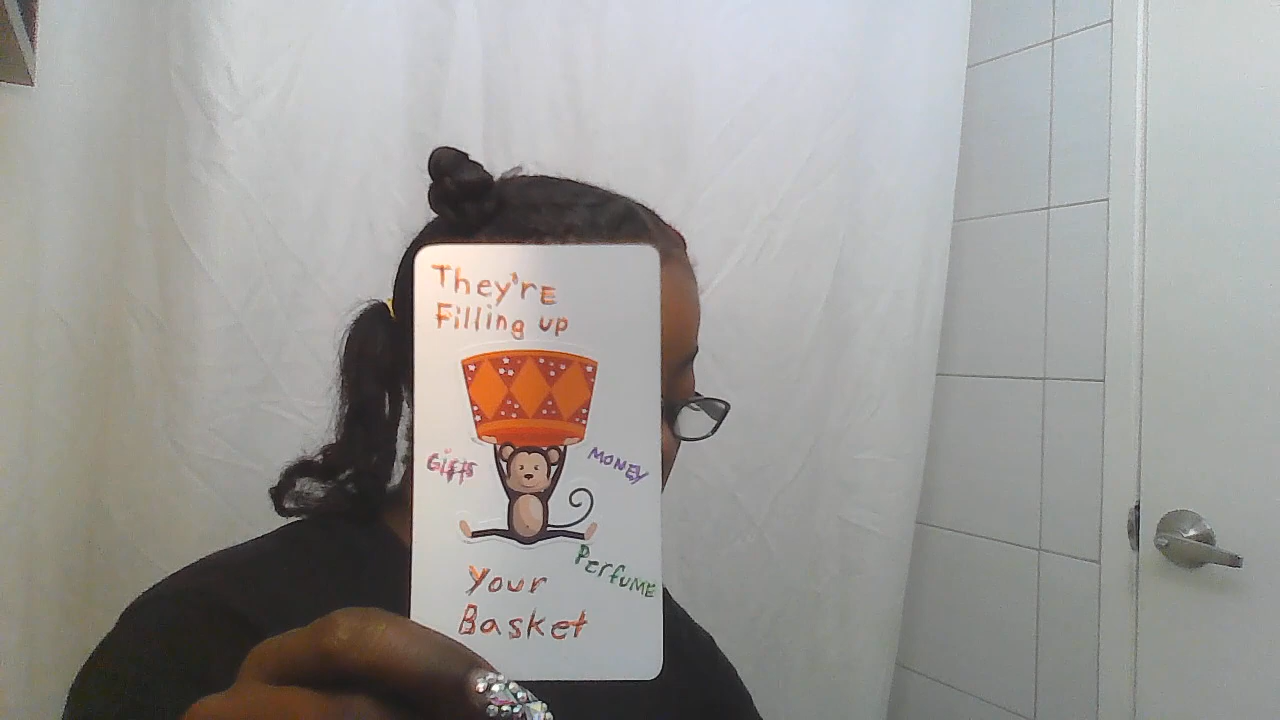 They'rE
Filling up
Gifts
MONEY
PerfuME
Your
Basket